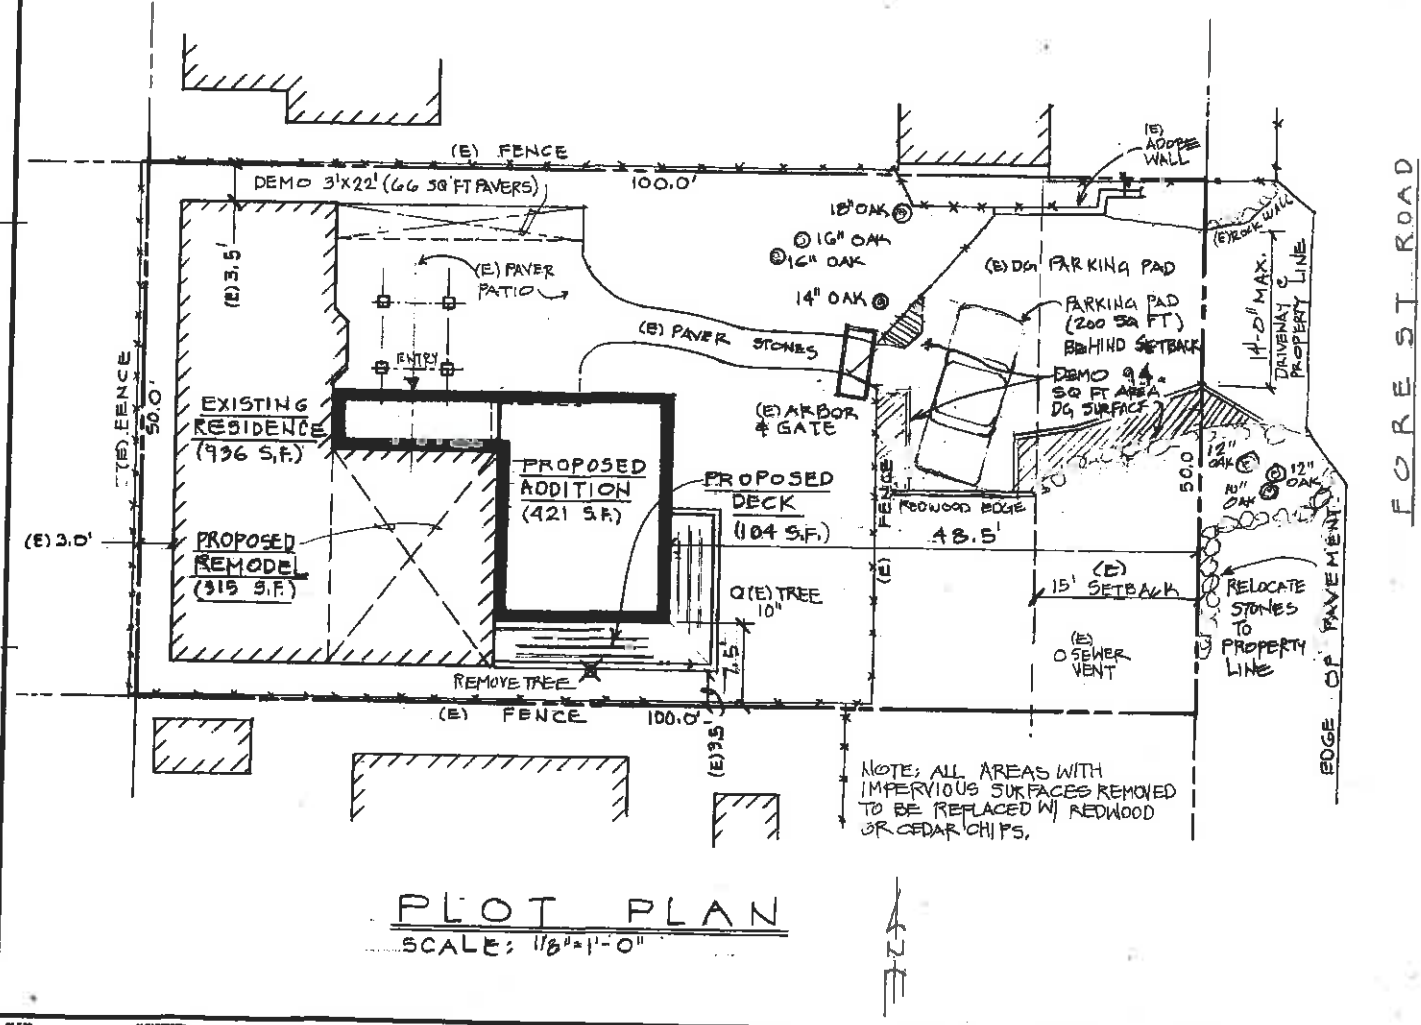 (E) FENCE
DEMO 3'X22' (66 SQ'FT PAVERS)
100.0'
(E)
ADOBE
WALL
18" OAK
16" OAK
16" OAK
14" OAK
(E) ROCK WALL
(E) DG PARKING PAD
(E) 3.5'
(E) PAVER
PATIO
(E) PAVER STONES
PARKING PAD
(200 SQ FT)
BEHIND SETBACK
14'-0" MAX.
DRIVEWAY @
PROPERTY LINE
FOREST ROAD
(E) FENCE
50.0'
ENTRY
DEMO 94.
SQ FT AREA
DG SURFACE
EXISTING
RESIDENCE
(936 S.F.)
(E) ARBOR
& GATE
PROPOSED
ADDITION
(421 S.F.)
PROPOSED
DECK
(104 S.F.)
(E) FENCE
REDWOOD EDGE
48.5'
50.0
12"
OAK
12"
OAK
10"
OAK
(E) 3.0'
PROPOSED
REMODEL
(315 S.F.)
(E) TREE
10"
(E)
15' SETBACK
RELOCATE
STONES
TO
PROPERTY
LINE
(E)
SEWER
VENT
EDGE OF PAVEMENT
7.5'
REMOVE TREE
(E) FENCE
100.0'
(E) 9.5'
NOTE: ALL AREAS WITH
IMPERVIOUS SURFACES REMOVED
TO BE REPLACED W/ REDWOOD
OR CEDAR CHIPS.
PLOT PLAN
SCALE: 1/8"=1'-0"